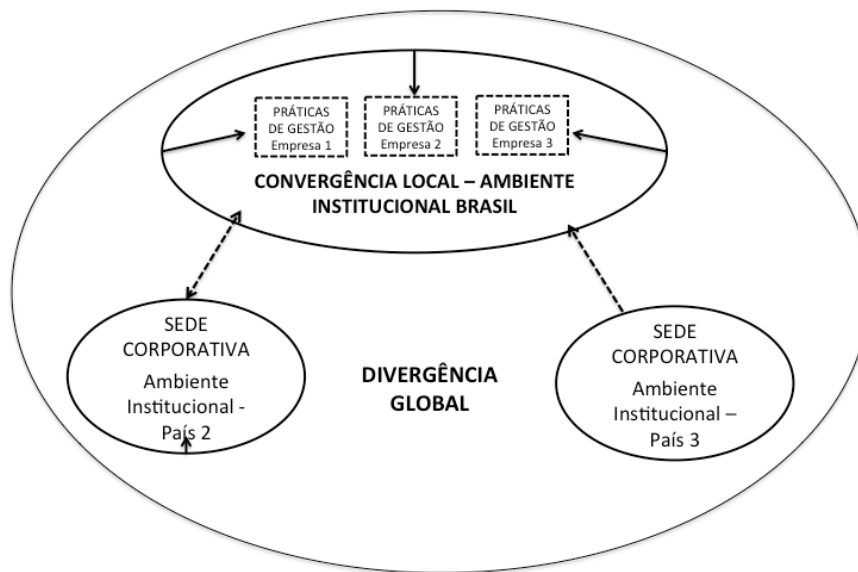 PRÁTICAS
DE GESTÃO
Empresa 1
PRÁTICAS
DE GESTÃO
Empresa 2
PRÁTICAS
DE GESTÃO
Empresa 3
CONVERGÊNCIA LOCAL – AMBIENTE
INSTITUCIONAL BRASIL
SEDE
CORPORATIVA
Ambiente
Institucional -
País 2
DIVERGÊNCIA
GLOBAL
SEDE
CORPORATIVA
Ambiente
Institucional –
País 3